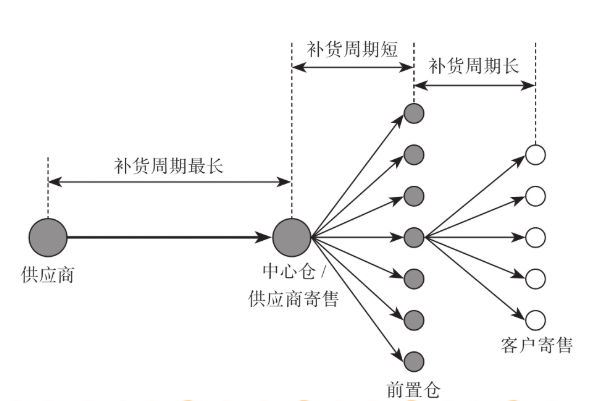 补货周期短
补货周期长
补货周期最长
供应商
中心仓 /
供应商寄售
客户寄售
前置仓